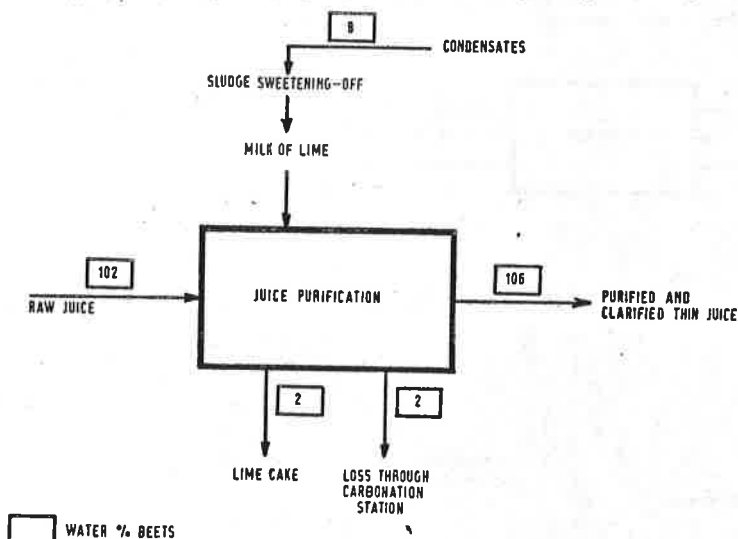 8
CONDENSATES
SLUDGE SWEETENING-OFF
MILK OF LIME
102
RAW JUICE
JUICE PURIFICATION
106
PURIFIED AND
CLARIFIED THIN JUICE
2
2
LIME CAKE
LOSS THROUGH
CARBONATION
STATION
WATER % BEETS